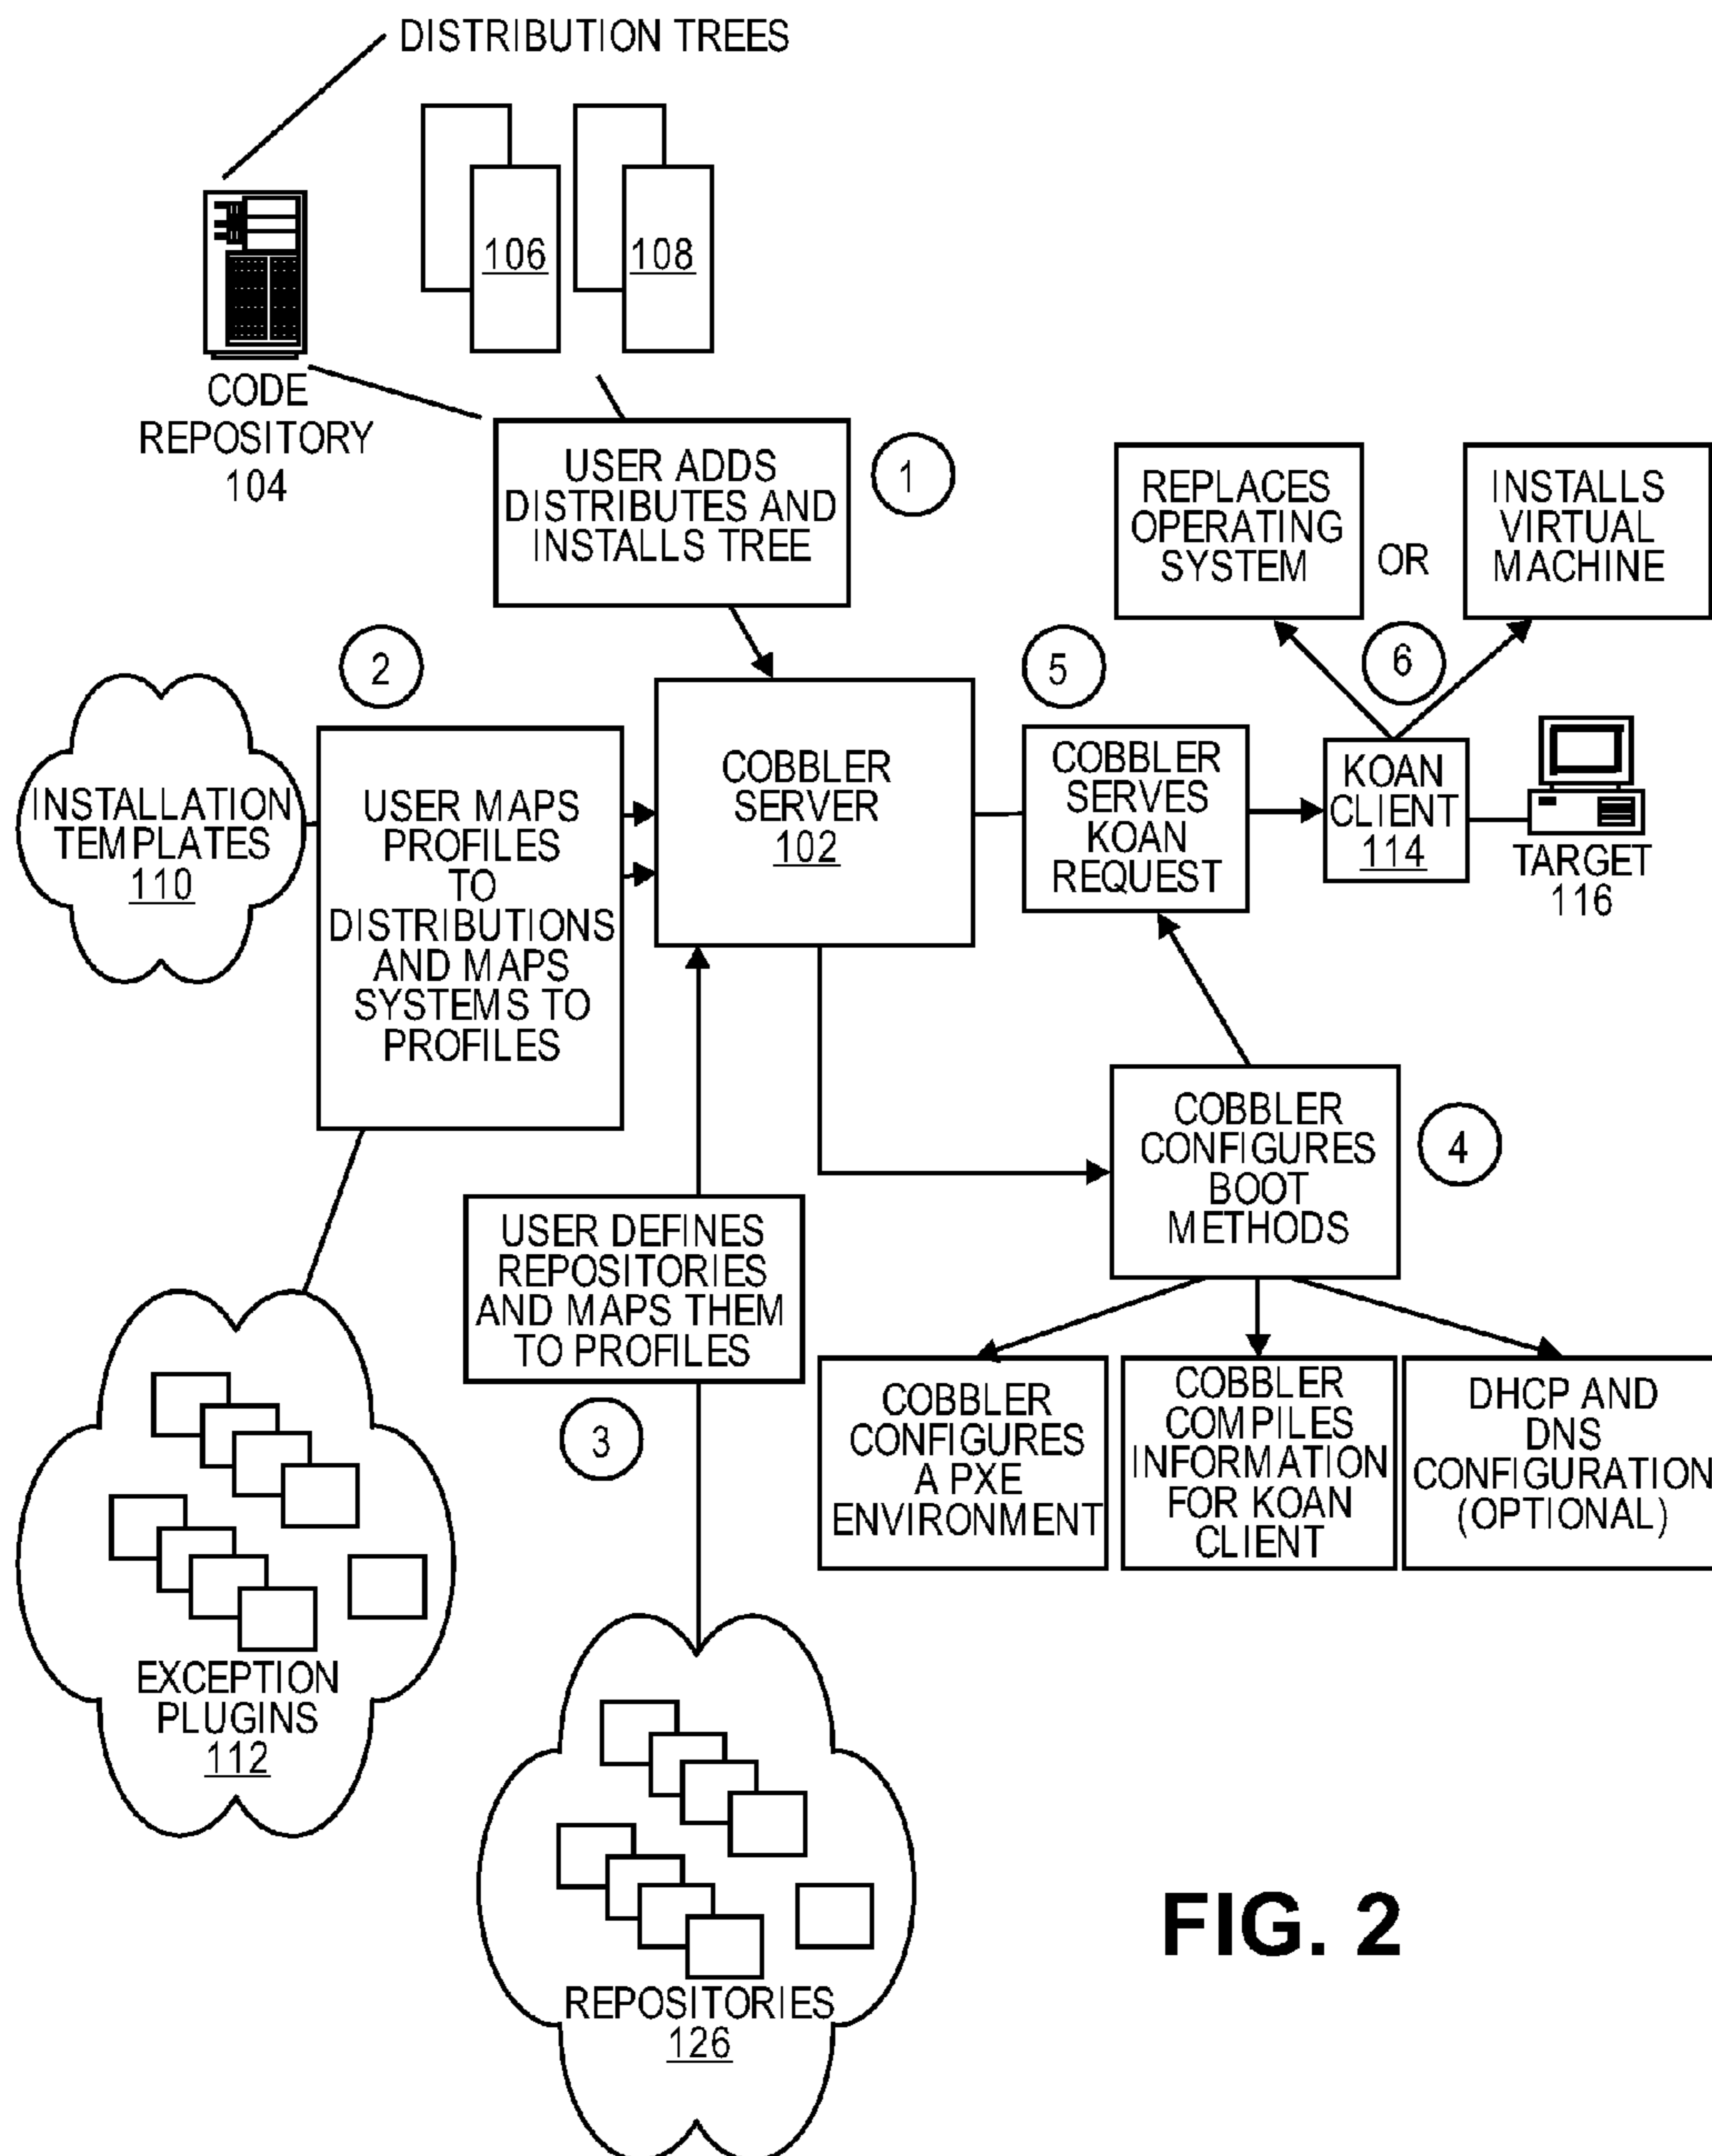 DISTRIBUTION TREES
106
108
CODE
REPOSITORY
104
USER ADDS
DISTRIBUTES AND
INSTALLS TREE
1
REPLACES
OPERATING
SYSTEM
OR
INSTALLS
VIRTUAL
MACHINE
2
5
6
INSTALLATION
TEMPLATES
110
USER MAPS
PROFILES
TO
DISTRIBUTIONS
AND MAPS
SYSTEMS TO
PROFILES
COBBLER
SERVER
102
COBBLER
SERVES
KOAN
REQUEST
KOAN
CLIENT
114
TARGET
116
COBBLER
CONFIGURES
BOOT
METHODS
4
USER DEFINES
REPOSITORIES
AND MAPS THEM
TO PROFILES
3
COBBLER
CONFIGURES
A PXE
ENVIRONMENT
COBBLER
COMPILES
INFORMATION
FOR KOAN
CLIENT
DHCP AND
DNS
CONFIGURATION
(OPTIONAL)
EXCEPTION
PLUGINS
112
REPOSITORIES
126
FIG. 2